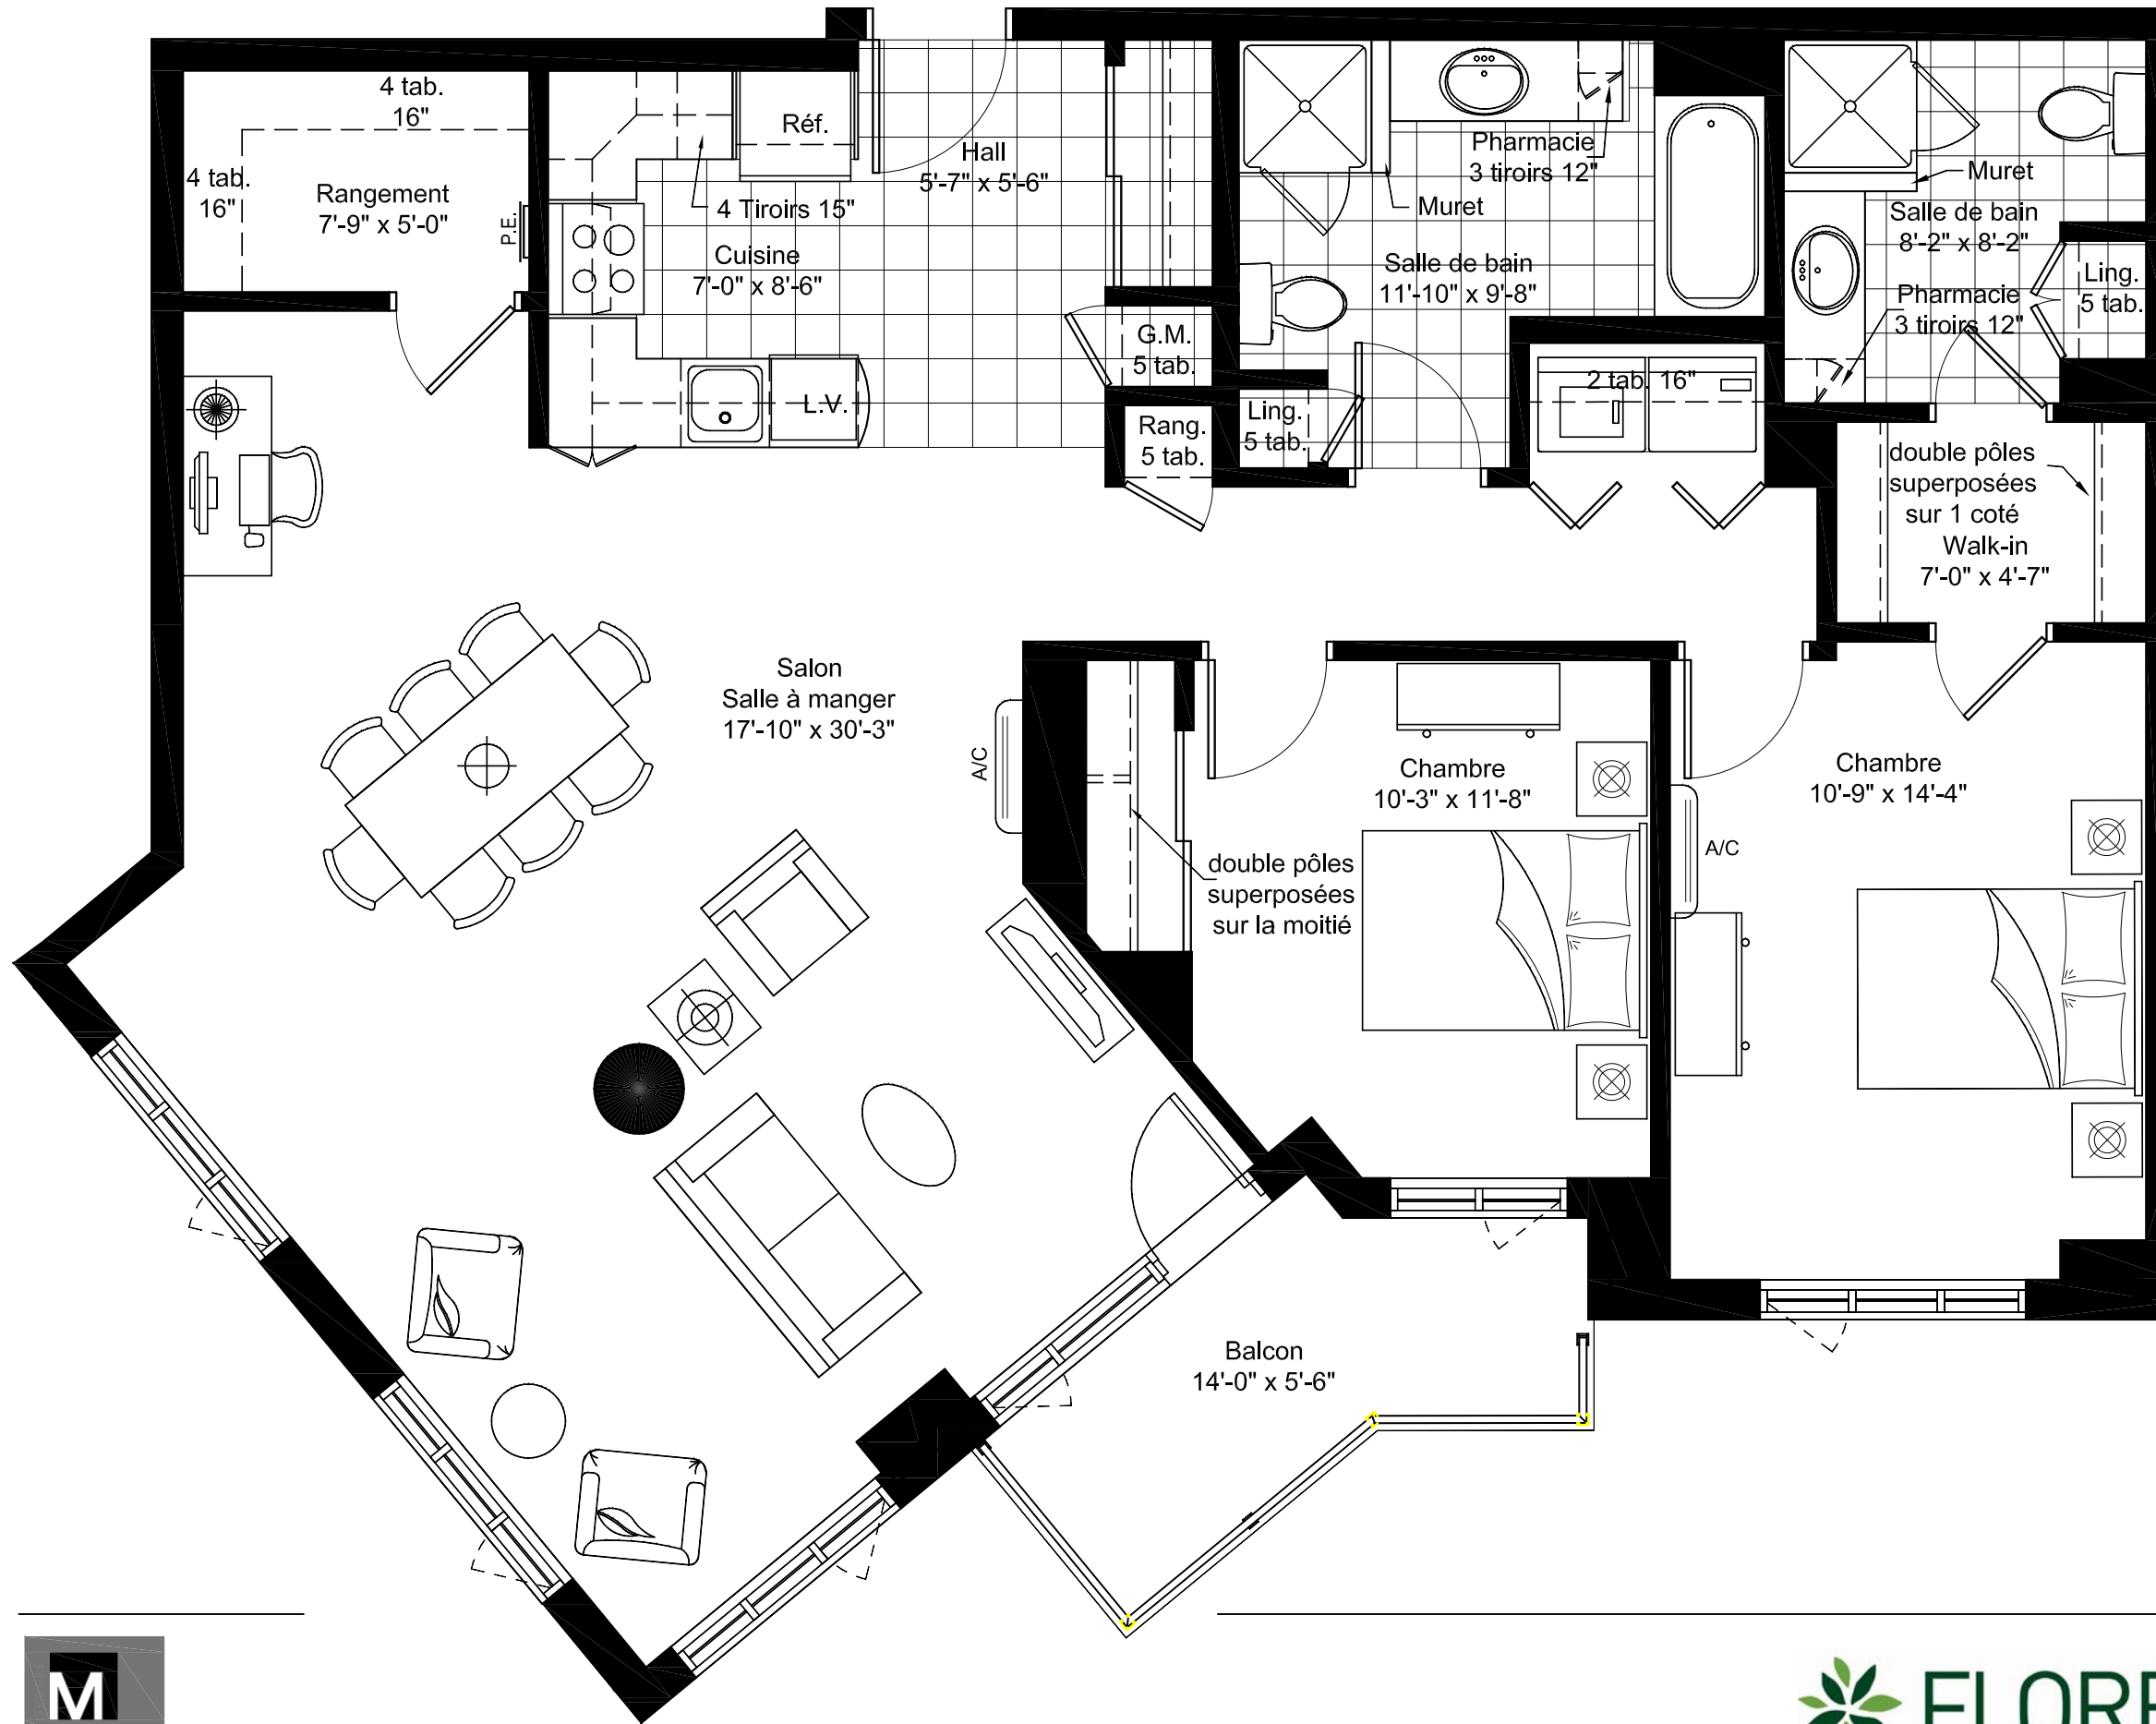 4 tab.
16"
4 tab.
16"
Rangement
7'-9" x 5'-0"
P.E.
Réf.
4 Tiroirs 15"
Cuisine
7'-0" x 8'-6"
L.V.
Hall
5'-7" x 5'-6"
G.M.
5 tab.
Rang.
5 tab.
Ling.
5 tab.
Pharmacie
3 tiroirs 12"
Muret
Salle de bain
11'-10" x 9'-8"
2 tab. 16"
Muret
Salle de bain
8'-2" x 8'-2"
Pharmacie
3 tiroirs 12"
Ling.
5 tab.
double pôles
superposées
sur 1 coté
Walk-in
7'-0" x 4'-7"
Salon
Salle à manger
17'-10" x 30'-3"
A/C
Chambre
10'-3" x 11'-8"
double pôles
superposées
sur la moitié
Chambre
10'-9" x 14'-4"
A/C
Balcon
14'-0" x 5'-6"
M